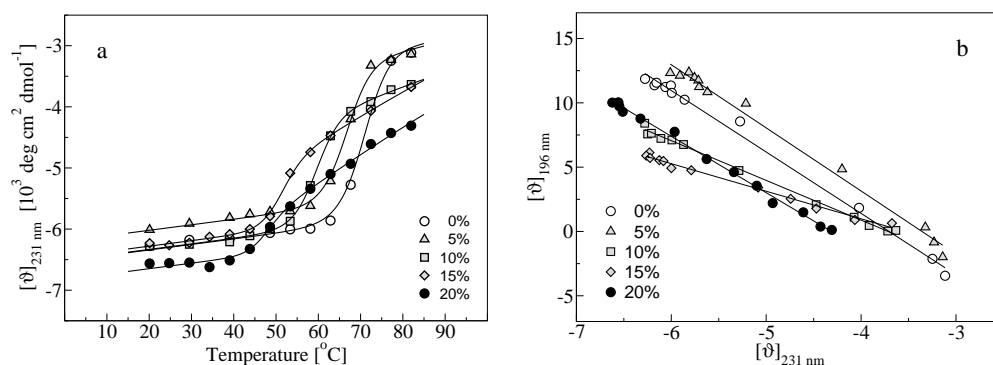 a
[ϑ]231 nm [10³ deg cm² dmol⁻¹]
-3
-4
-5
-6
-7
10 20 30 40 50 60 70 80 90
Temperature [°C]
0%
5%
10%
15%
20%
b
[ϑ]196 nm
15
10
5
0
-25
-7 -6 -5 -4 -3
[ϑ]231 nm
0%
5%
10%
15%
20%